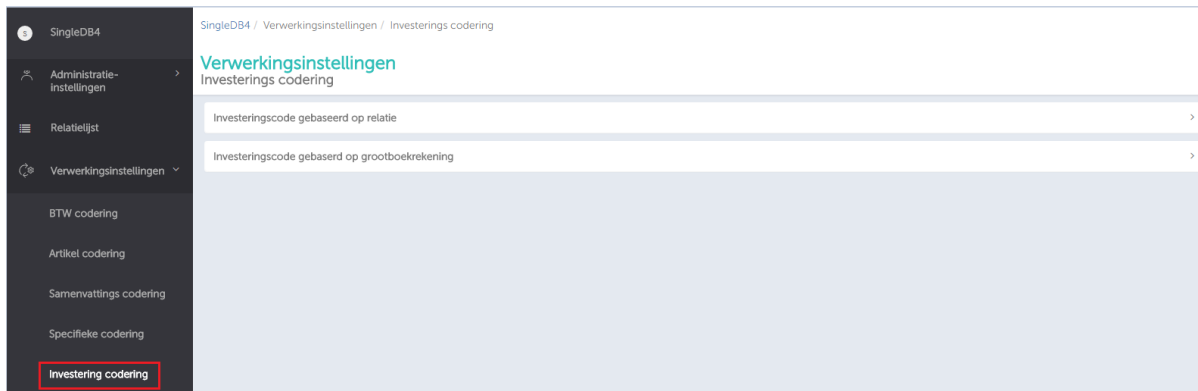 S
SingleDB4
Administratie-
instellingen
Relatielijst
Verwerkingsinstellingen
BTW codering
Artikel codering
Samenvattings codering
Specifieke codering
Investering codering
SingleDB4 / Verwerkingsinstellingen / Investerings codering
Verwerkingsinstellingen
Investerings codering
Investeringscode gebaseerd op relatie
Investeringscode gebaserd op grootboekrekening